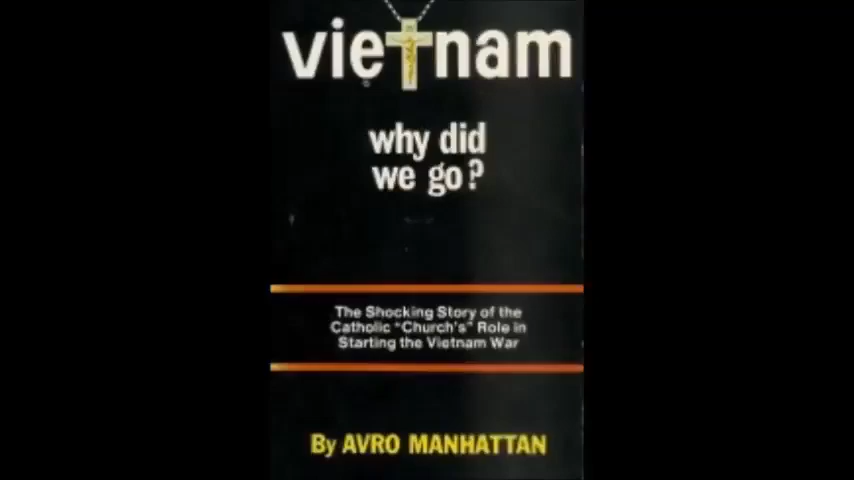 vietnam
why did
we go?
The Shocking Story of the
Catholic "Church's" Role in
Starting the Vietnam War
By AVRO MANHATTAN